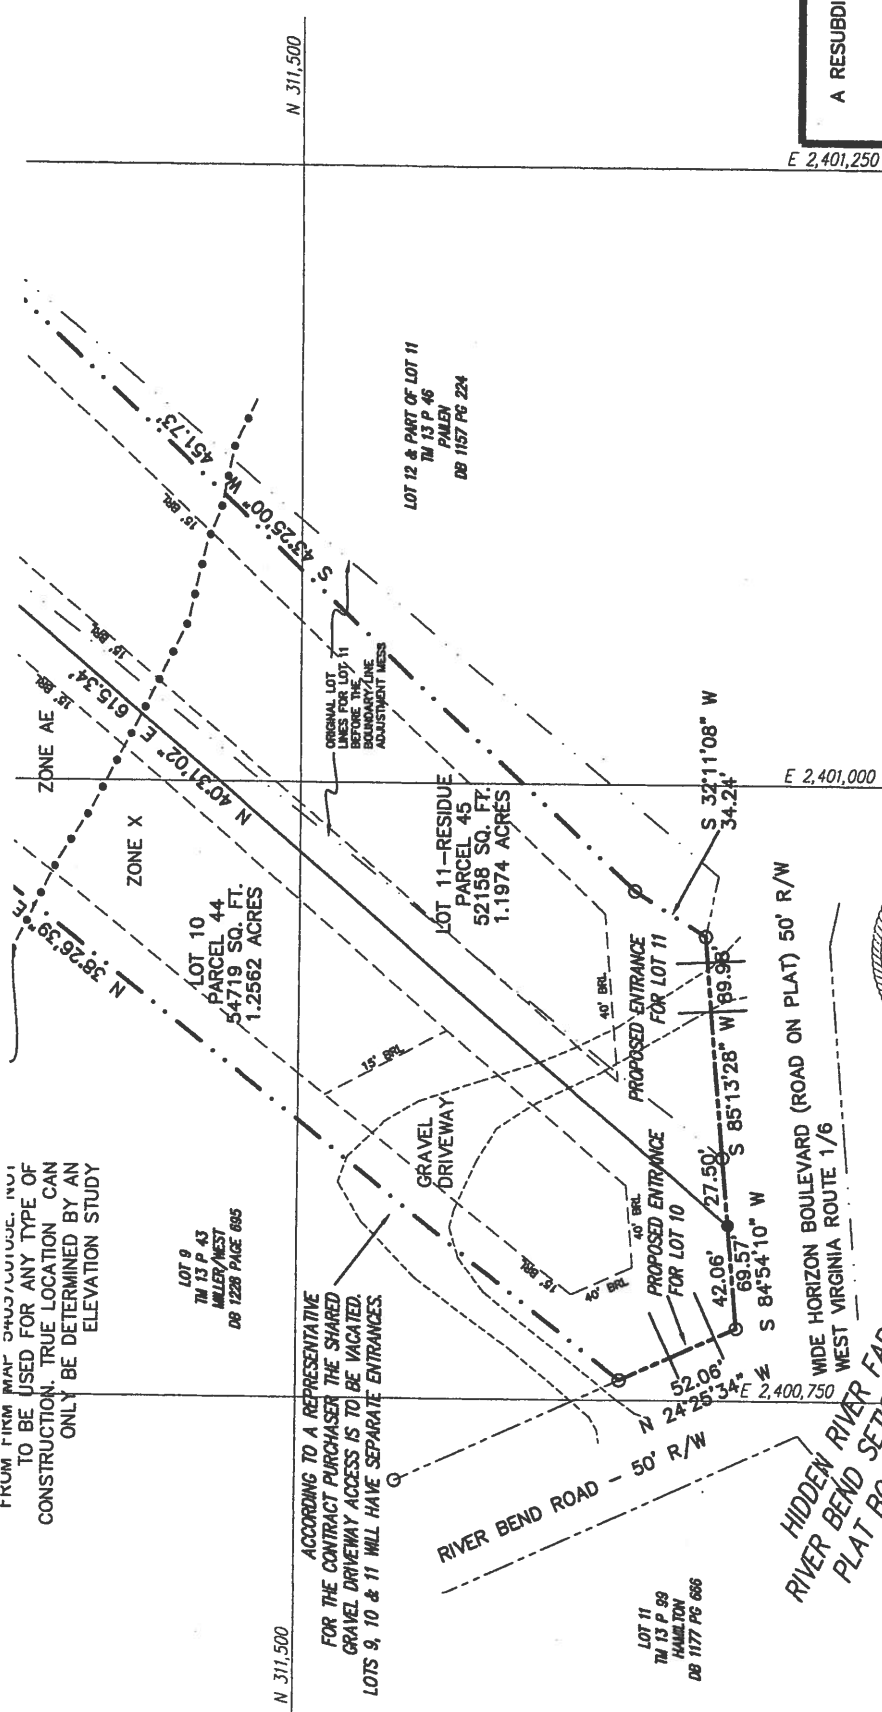 FROM FIRM MAP
TO BE USED FOR ANY TYPE OF
CONSTRUCTION. TRUE LOCATION CAN
ONLY BE DETERMINED BY AN
ELEVATION STUDY
N 38°26'39" E
ZONE AE
ZONE X
N 311,500
N 311,500
A RESUBDI
E 2,401,250
E 2,401,000
E 2,400,750
LOT 9
TM 13 P 43
MILLER/WEST
DB 1228 PAGE 695
LOT 10
PARCEL 44
54719 SQ. FT.
1.2562 ACRES
N 40°31'02" E
615.34'
15' BRL
15' BRL
15' BRL
S 43°25'00" W
451.73'
ORIGINAL LOT
LINES FOR LOT 11
BEFORE THE
BOUNDARY LINE
ADJUSTMENT MESS
LOT 12 & PART OF LOT 11
TM 13 P 46
PAILEN
DB 1157 PG 224
LOT 11-RESIDUE
PARCEL 45
52158 SQ. FT.
1.1974 ACRES
ACCORDING TO A REPRESENTATIVE
FOR THE CONTRACT PURCHASER THE SHARED
GRAVEL DRIVEWAY ACCESS IS TO BE VACATED.
LOTS 9, 10 & 11 WILL HAVE SEPARATE ENTRANCES.
GRAVEL
DRIVEWAY
15' BRL
15' BRL
40' BRL
40' BRL
40' BRL
PROPOSED ENTRANCE
FOR LOT 10
PROPOSED ENTRANCE
FOR LOT 11
S 32°11'08" W
34.24'
S 85°13'28" W 89.98'
27.50'
42.06'
69.57'
S 84°54'10" W
52.06'
N 24°25'34" W
RIVER BEND ROAD - 50' R/W
WIDE HORIZON BOULEVARD (ROAD ON PLAT) 50' R/W
WEST VIRGINIA ROUTE 1/6
LOT 11
TM 13 P 99
HAMILTON
DB 1177 PG 666
HIDDEN RIVER FAR
RIVER BEND SE
PLAT